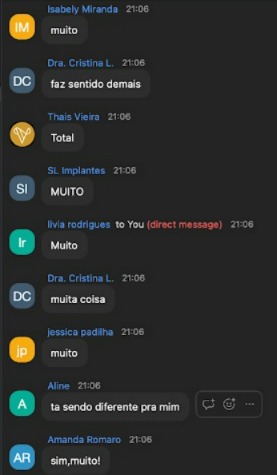 Isabely Miranda 21:06
IM
muito
Dra. Cristina L. 21:06
DC
faz sentido demais
Thais Vieira 21:06
Total
SL Implantes 21:06
SI
MUITO
livia rodrigues to You (direct message) 21:06
lr
Muito
Dra. Cristina L. 21:06
DC
muita coisa
jessica padilha 21:06
jp
muito
Aline 21:06
A
ta sendo diferente pra mim
Amanda Romaro 21:06
AR
sim,muito!